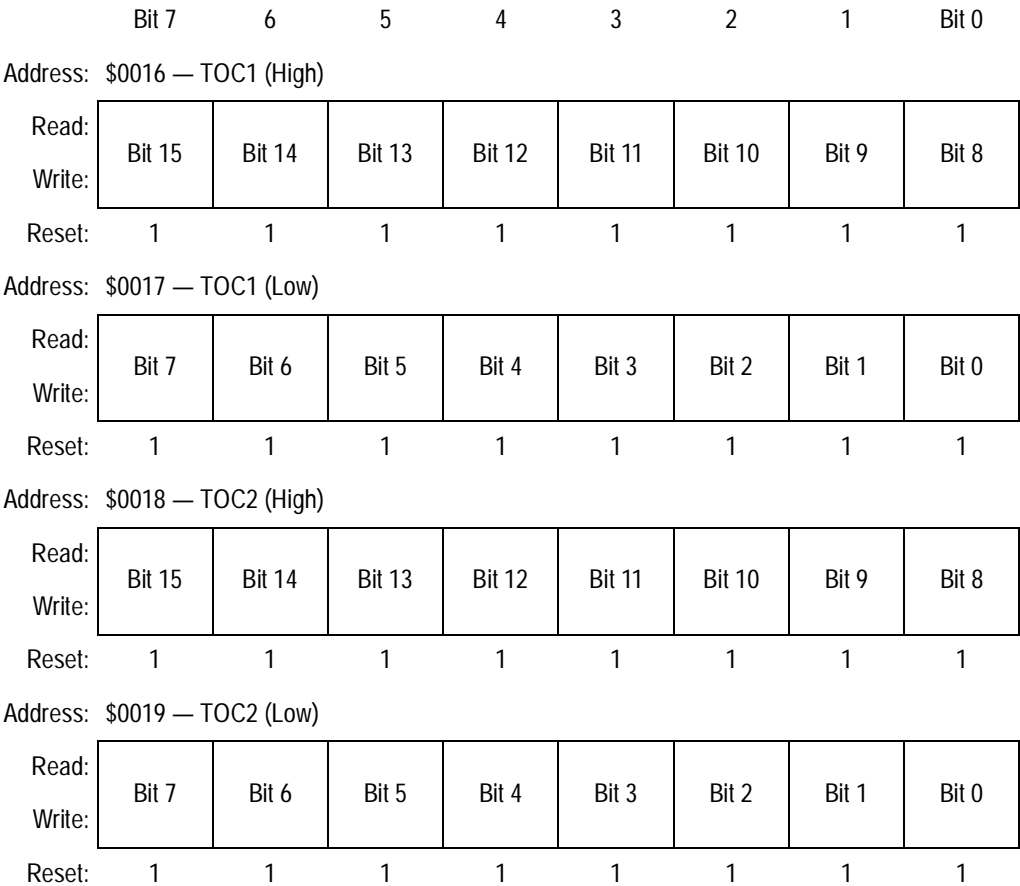 Bit 7 6 5 4 3 2 1 Bit 0
Address: $0016 — TOC1 (High)
Read:
Bit 15 Bit 14 Bit 13 Bit 12 Bit 11 Bit 10 Bit 9 Bit 8
Write:
Reset: 1 1 1 1 1 1 1 1
Address: $0017 — TOC1 (Low)
Read:
Bit 7 Bit 6 Bit 5 Bit 4 Bit 3 Bit 2 Bit 1 Bit 0
Write:
Reset: 1 1 1 1 1 1 1 1
Address: $0018 — TOC2 (High)
Read:
Bit 15 Bit 14 Bit 13 Bit 12 Bit 11 Bit 10 Bit 9 Bit 8
Write:
Reset: 1 1 1 1 1 1 1 1
Address: $0019 — TOC2 (Low)
Read:
Bit 7 Bit 6 Bit 5 Bit 4 Bit 3 Bit 2 Bit 1 Bit 0
Write:
Reset: 1 1 1 1 1 1 1 1